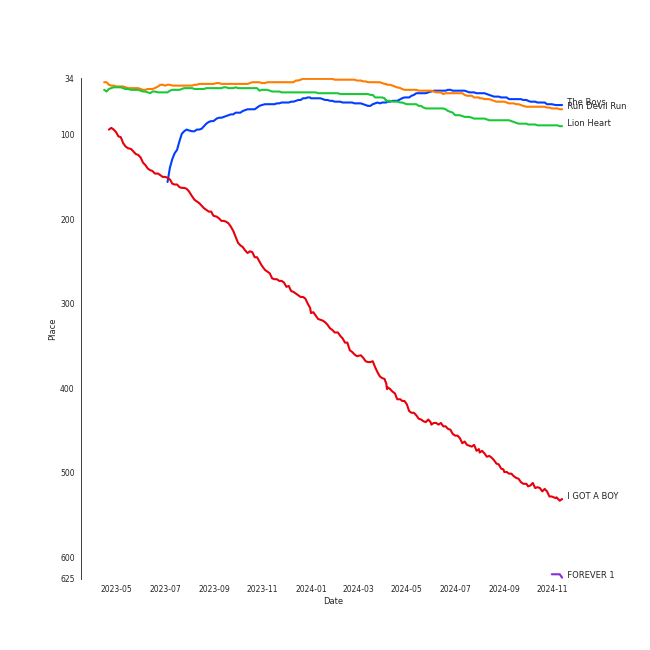 34
100
200
300
400
500
600
625
Place
2023-05
2023-07
2023-09
2023-11
2024-01
2024-03
2024-05
2024-07
2024-09
2024-11
Date
The Boys
Run Devil Run
Lion Heart
I GOT A BOY
FOREVER 1